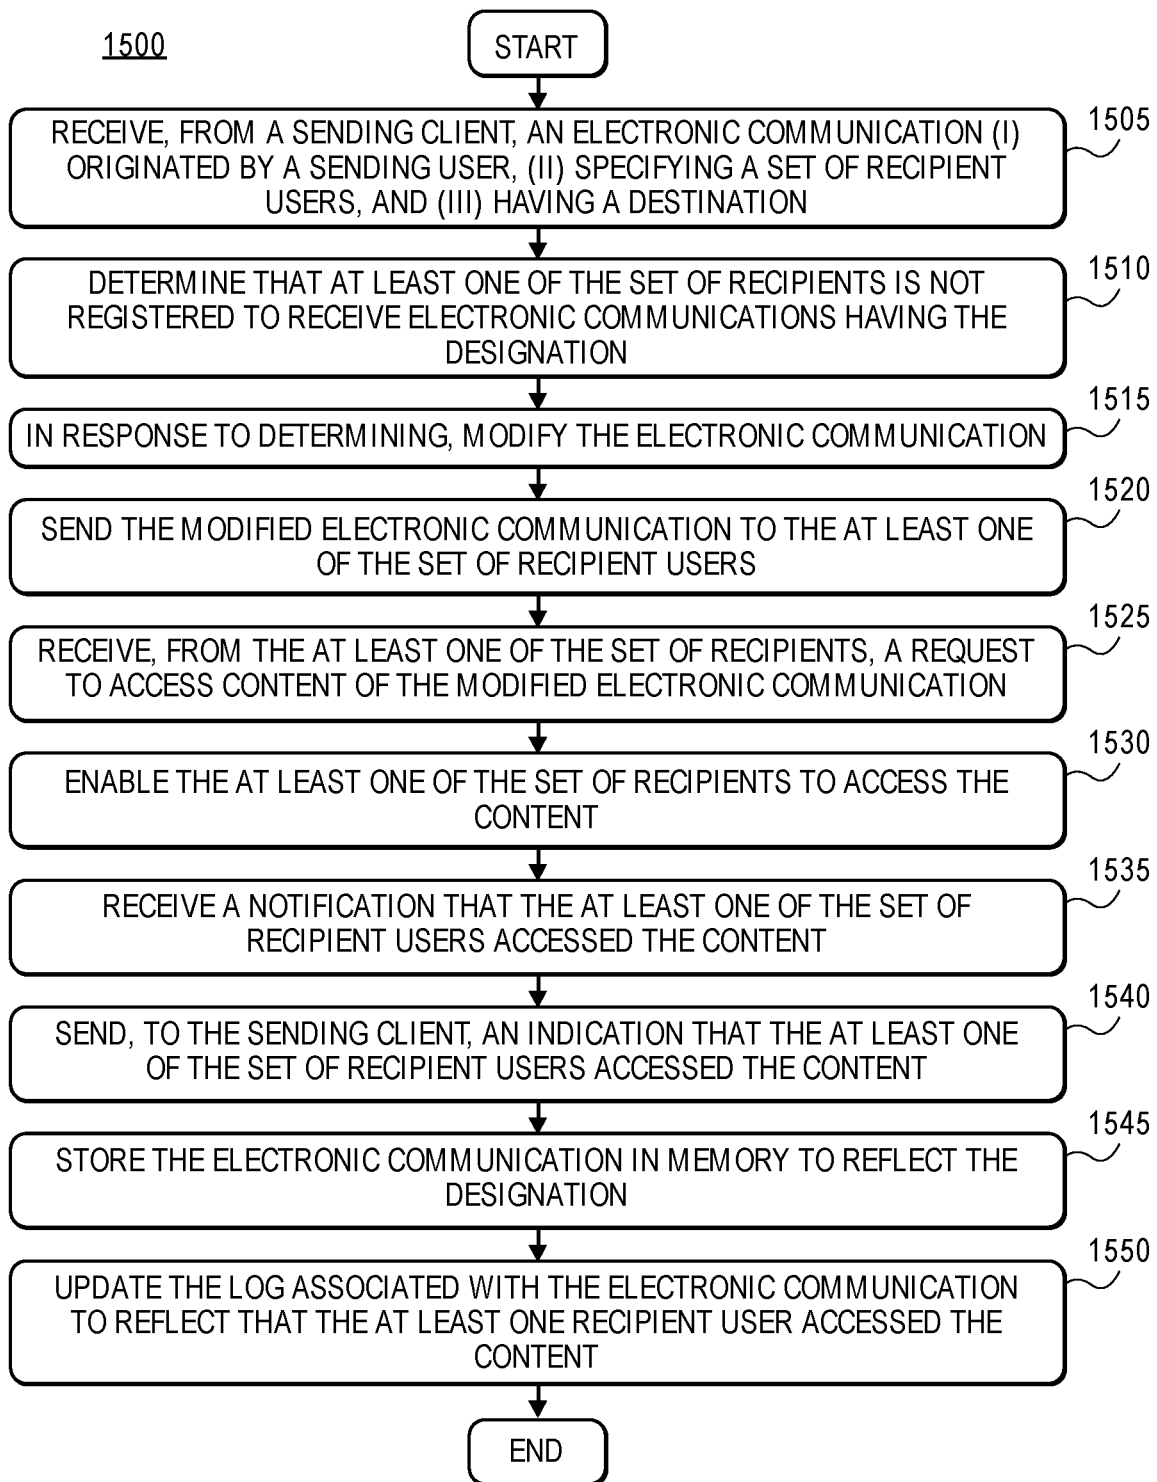 1500
START
RECEIVE, FROM A SENDING CLIENT, AN ELECTRONIC COMMUNICATION (I)
ORIGINATED BY A SENDING USER, (II) SPECIFYING A SET OF RECIPIENT
USERS, AND (III) HAVING A DESTINATION
1505
DETERMINE THAT AT LEAST ONE OF THE SET OF RECIPIENTS IS NOT
REGISTERED TO RECEIVE ELECTRONIC COMMUNICATIONS HAVING THE
DESIGNATION
1510
IN RESPONSE TO DETERMINING, MODIFY THE ELECTRONIC COMMUNICATION
1515
SEND THE MODIFIED ELECTRONIC COMMUNICATION TO THE AT LEAST ONE
OF THE SET OF RECIPIENT USERS
1520
RECEIVE, FROM THE AT LEAST ONE OF THE SET OF RECIPIENTS, A REQUEST
TO ACCESS CONTENT OF THE MODIFIED ELECTRONIC COMMUNICATION
1525
ENABLE THE AT LEAST ONE OF THE SET OF RECIPIENTS TO ACCESS THE
CONTENT
1530
RECEIVE A NOTIFICATION THAT THE AT LEAST ONE OF THE SET OF
RECIPIENT USERS ACCESSED THE CONTENT
1535
SEND, TO THE SENDING CLIENT, AN INDICATION THAT THE AT LEAST ONE
OF THE SET OF RECIPIENT USERS ACCESSED THE CONTENT
1540
STORE THE ELECTRONIC COMMUNICATION IN MEMORY TO REFLECT THE
DESIGNATION
1545
UPDATE THE LOG ASSOCIATED WITH THE ELECTRONIC COMMUNICATION
TO REFLECT THAT THE AT LEAST ONE RECIPIENT USER ACCESSED THE
CONTENT
1550
END